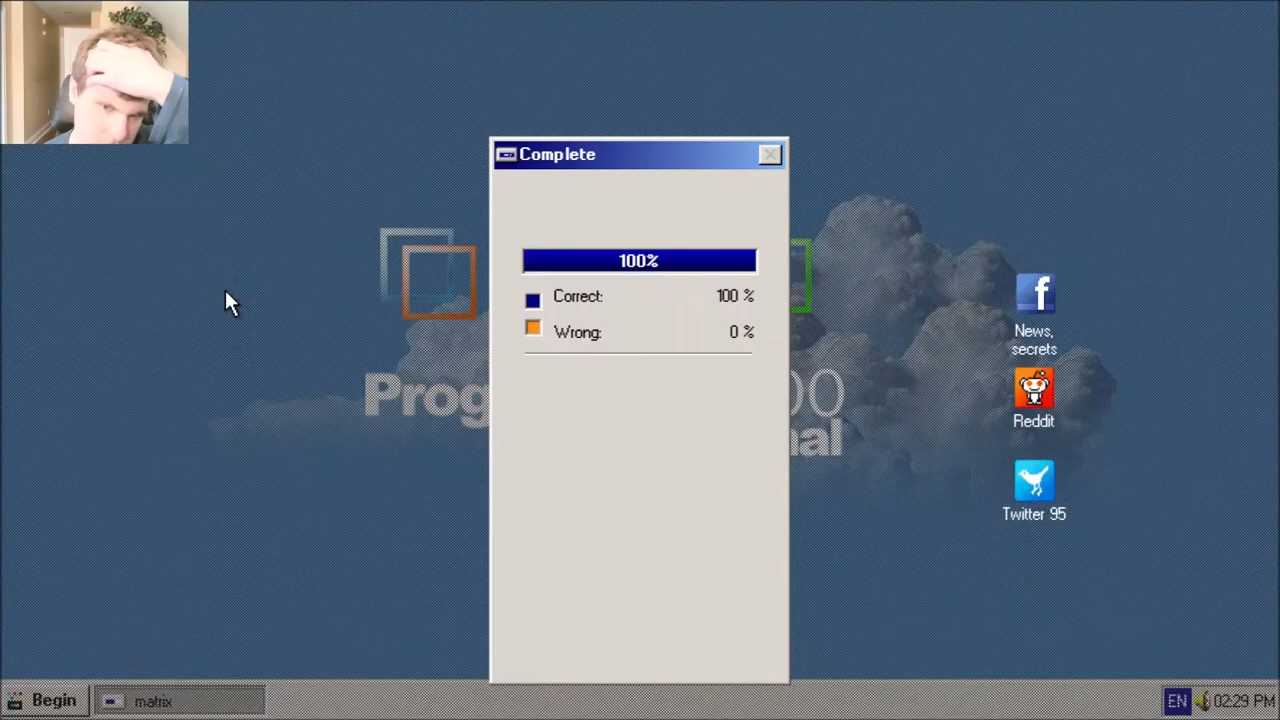 Complete
100%
Correct: 100 %
Wrong: 0 %
News,
secrets
Reddit
Twitter 95
Begin
matrix
EN
02:29 PM